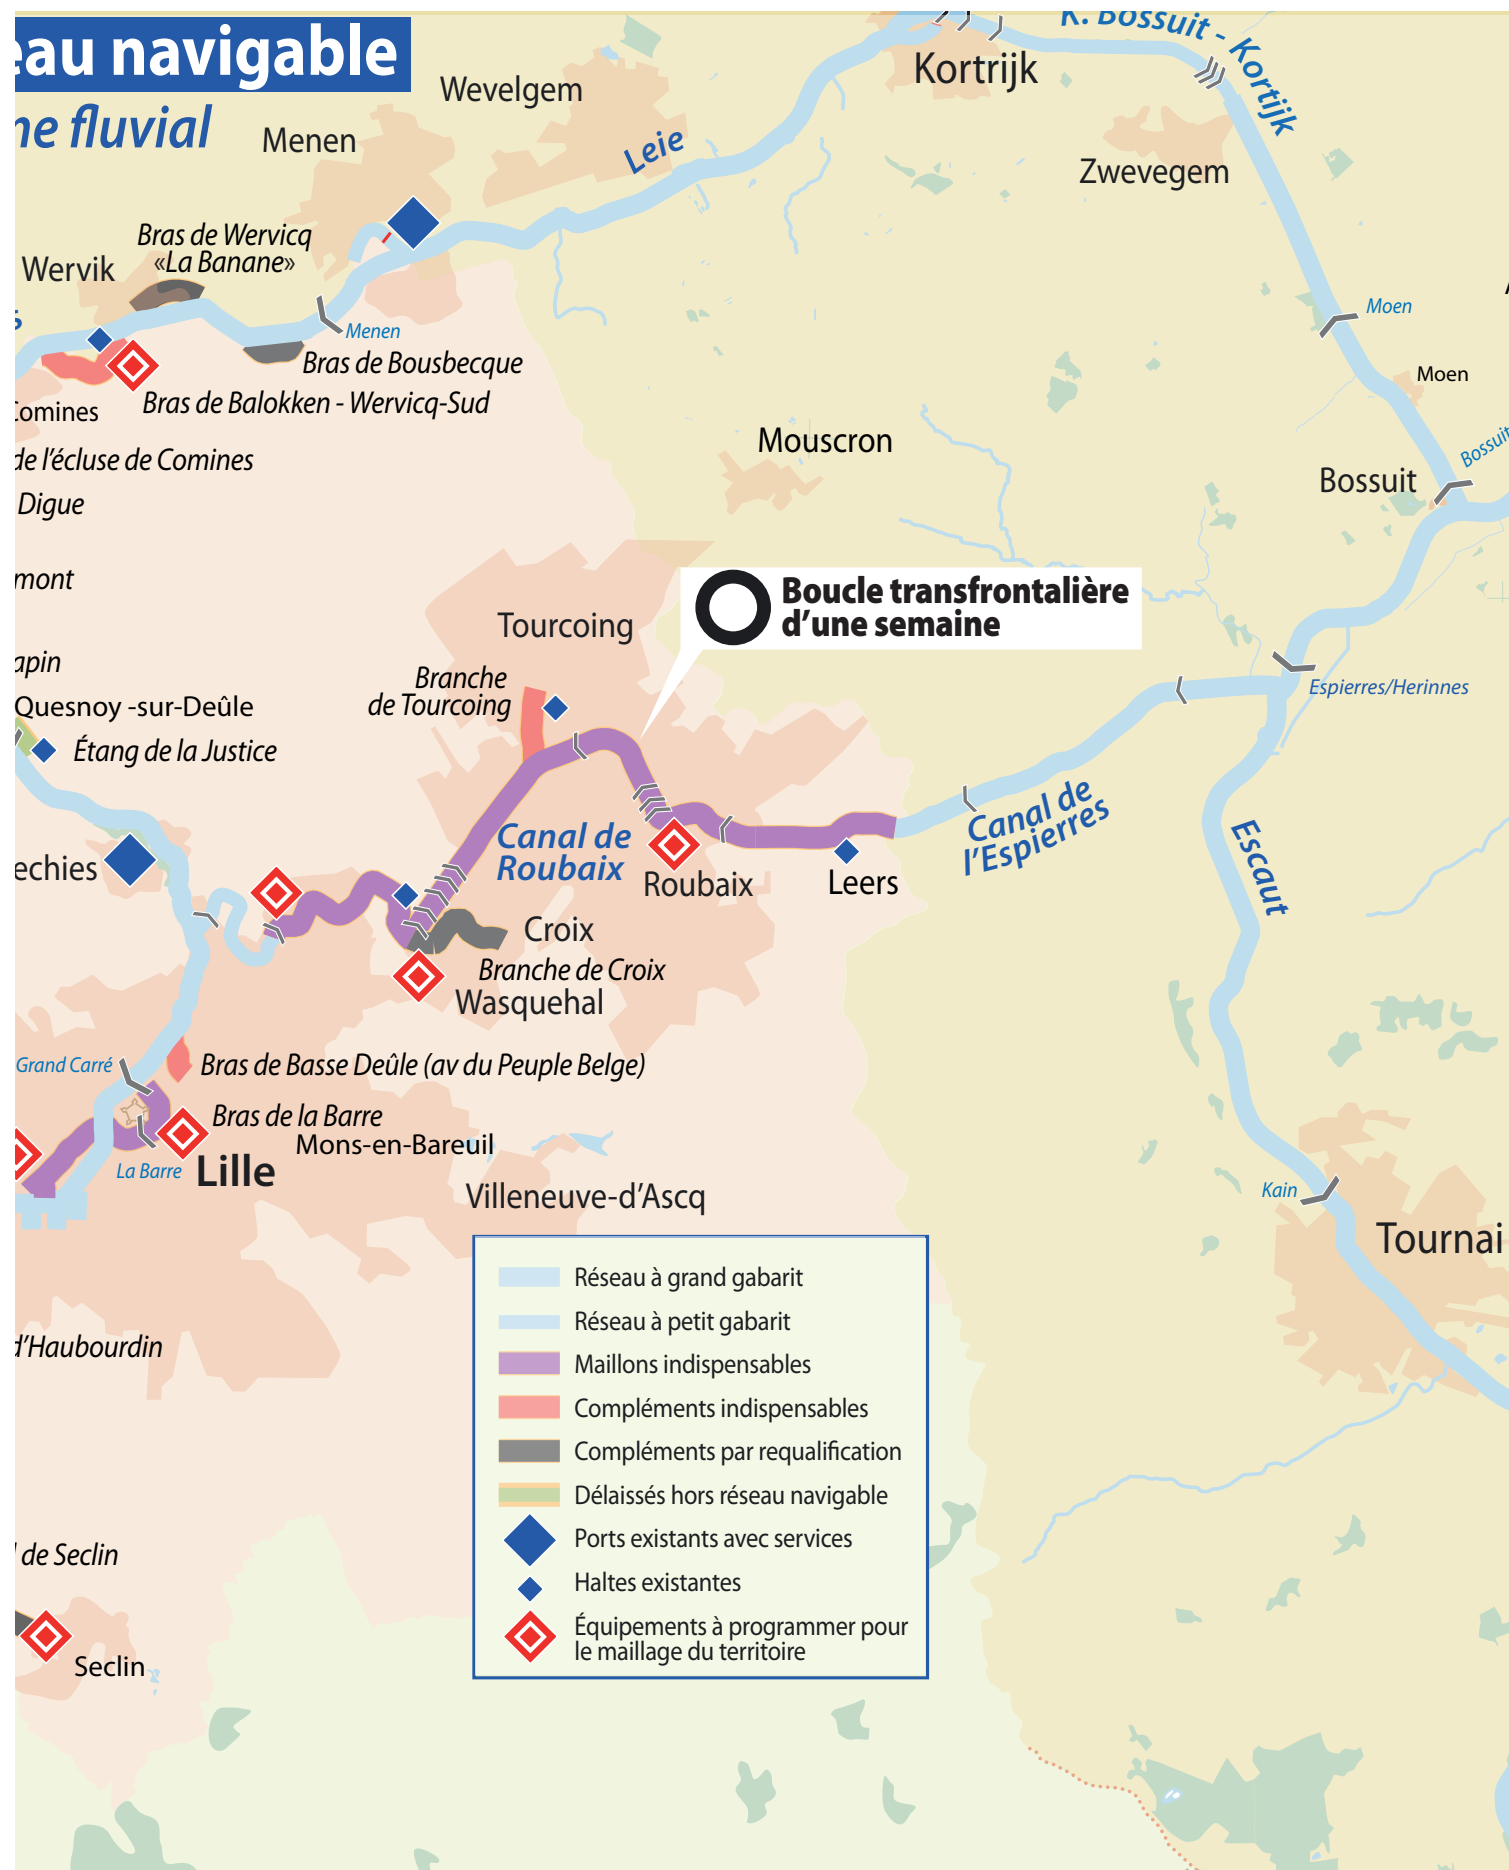 eau navigable
ne fluvial
K. Bossuit - Kortijk
Kortrijk
Wevelgem
Menen
Leie
Zwevegem
Bras de Wervicq
«La Banane»
Wervik
s
Menen
Moen
Bras de Bousbecque
Moen
Comines
Bras de Balokken - Wervicq-Sud
Mouscron
Bossuit
de l'écluse de Comines
Bossuit
Digue
mont
Boucle transfrontalière
d'une semaine
Tourcoing
apin
Branche
de Tourcoing
Espierres/Herinnes
Quesnoy -sur-Deûle
Étang de la Justice
Canal de
l'Espierres
Canal de
Roubaix
Escaut
echies
Roubaix
Leers
Croix
Branche de Croix
Wasquehal
Grand Carré
Bras de Basse Deûle (av du Peuple Belge)
Bras de la Barre
Mons-en-Bareuil
La Barre
Lille
Villeneuve-d'Ascq
Kain
Tournai
Réseau à grand gabarit
Réseau à petit gabarit
d'Haubourdin
Maillons indispensables
Compléments indispensables
Compléments par requalification
Délaissés hors réseau navigable
Ports existants avec services
de Seclin
Haltes existantes
Équipements à programmer pour
le maillage du territoire
Seclin